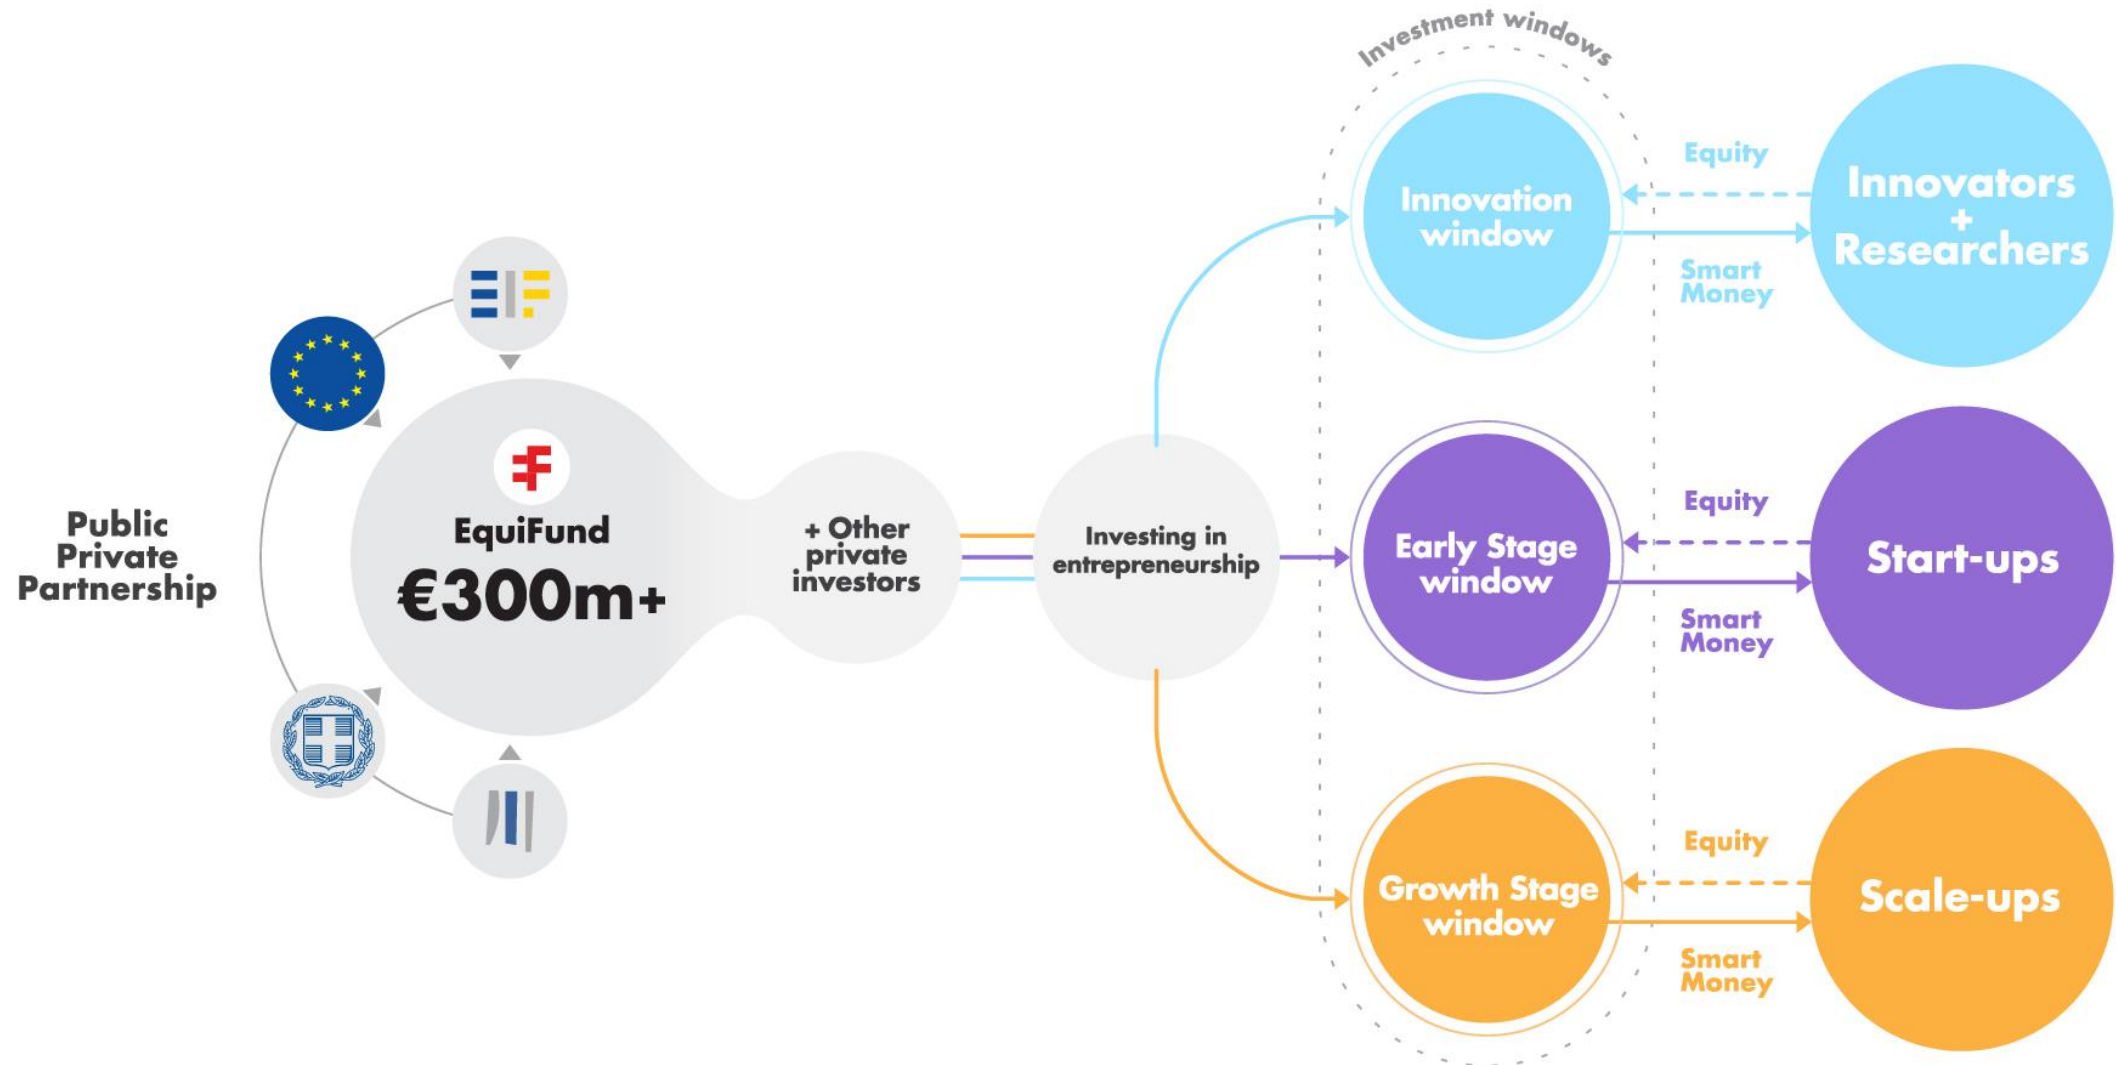 Public
Private
Partnership
EIF
EquiFund
€300m+
+ Other
private
investors
Investing in
entrepreneurship
Investment windows
Innovation
window
Equity
Smart
Money
Innovators
+
Researchers
Early Stage
window
Equity
Smart
Money
Start-ups
Growth Stage
window
Equity
Smart
Money
Scale-ups